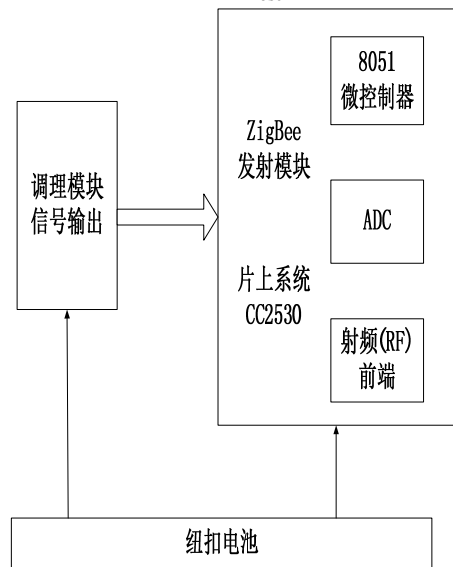 调理模块
信号输出
ZigBee
发射模块
片上系统
CC2530
8051
微控制器
ADC
射频(RF)
前端
纽扣电池